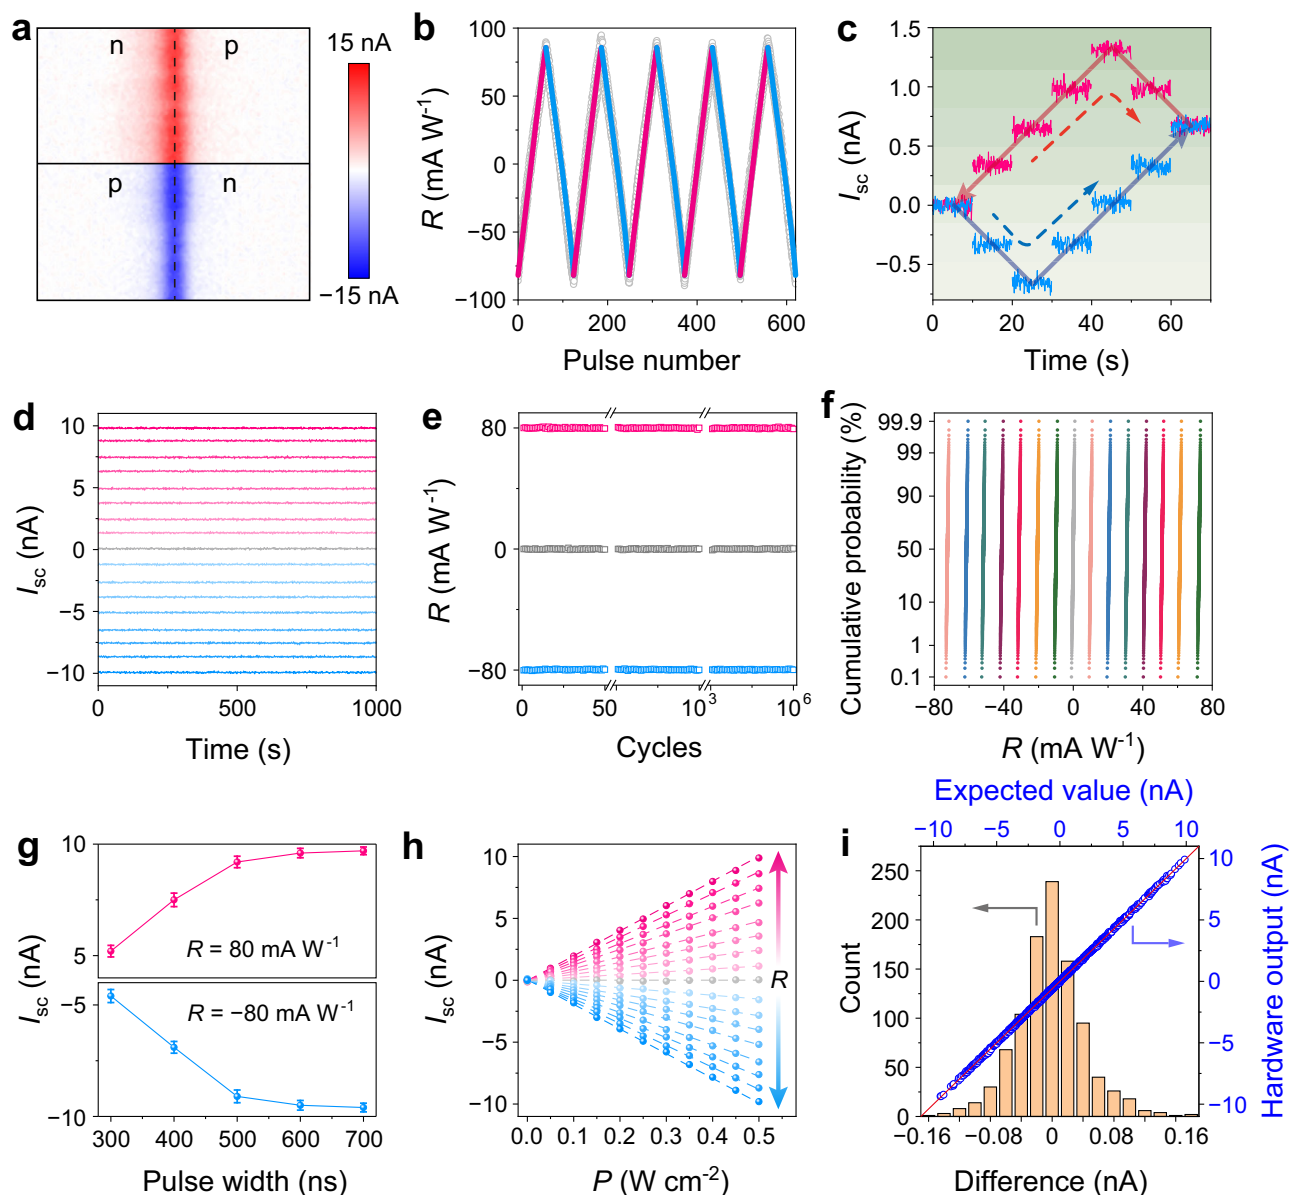 a
n
p
p
n
15 nA
−15 nA
b
R (mA W⁻¹)
100
50
0
−50
−100
0
200
400
600
Pulse number
c
I_sc (nA)
1.5
1.0
0.5
0.0
−0.5
0
20
40
60
Time (s)
d
I_sc (nA)
10
5
0
−5
−10
0
500
1000
Time (s)
e
R (mA W⁻¹)
80
0
−80
0
50
10³
10⁶
Cycles
f
Cumulative probability (%)
99.9
99
90
50
10
1
0.1
−80
−40
0
40
80
R (mA W⁻¹)
g
I_sc (nA)
10
5
R = 80 mA W⁻¹
−5
−10
R = −80 mA W⁻¹
300
400
500
600
700
Pulse width (ns)
h
I_sc (nA)
10
5
0
−5
−10
R
0.0
0.1
0.2
0.3
0.4
0.5
P (W cm⁻²)
i
Expected value (nA)
−10
−5
0
5
10
Count
250
200
150
100
50
0
Hardware output (nA)
10
5
0
−5
−10
−0.16
−0.08
0
0.08
0.16
Difference (nA)